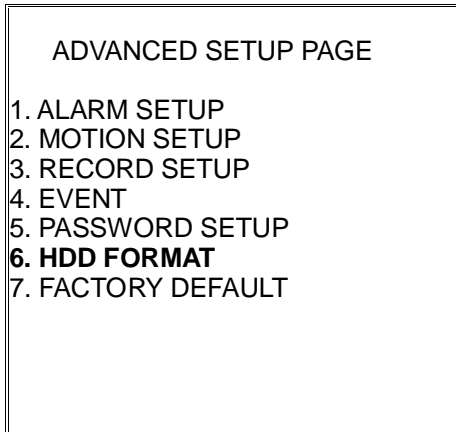 ADVANCED SETUP PAGE
1. ALARM SETUP
2. MOTION SETUP
3. RECORD SETUP
4. EVENT
5. PASSWORD SETUP
6. HDD FORMAT
7. FACTORY DEFAULT